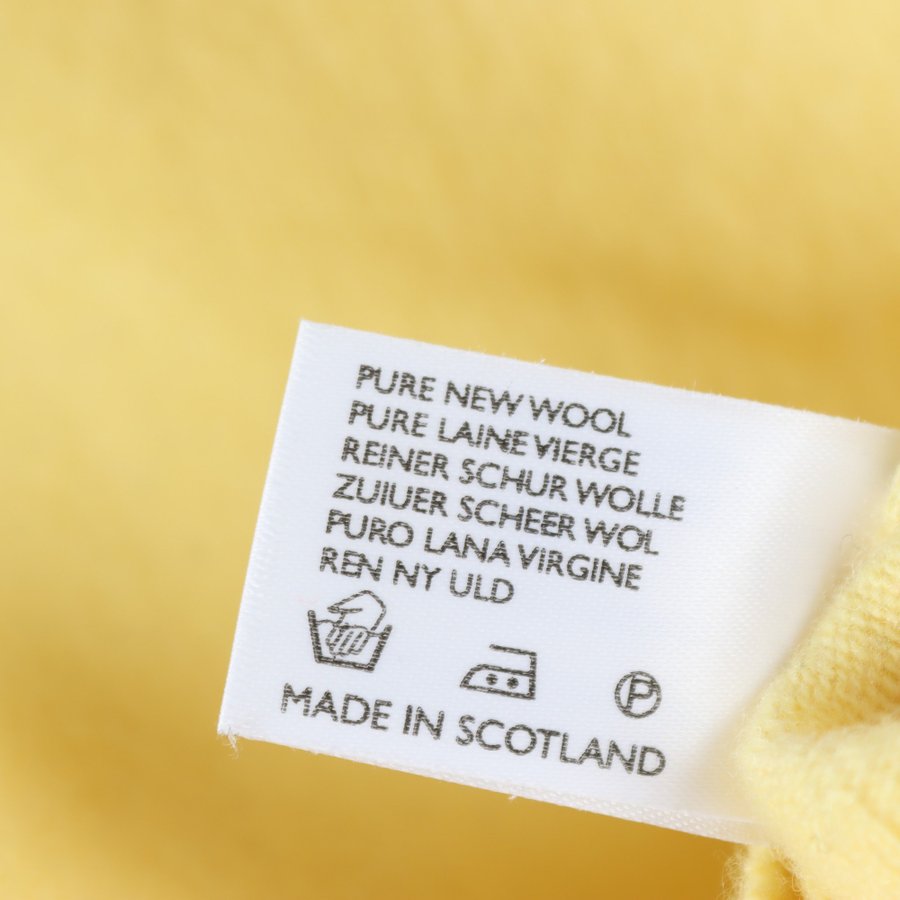 PURE NEW WOOL
PURE LAINE VIERGE
REINER SCHUR WOLLE
ZUIUER SCHEER WOL
PURO LANA VIRGINE
REN NY ULD
P
MADE IN SCOTLAND